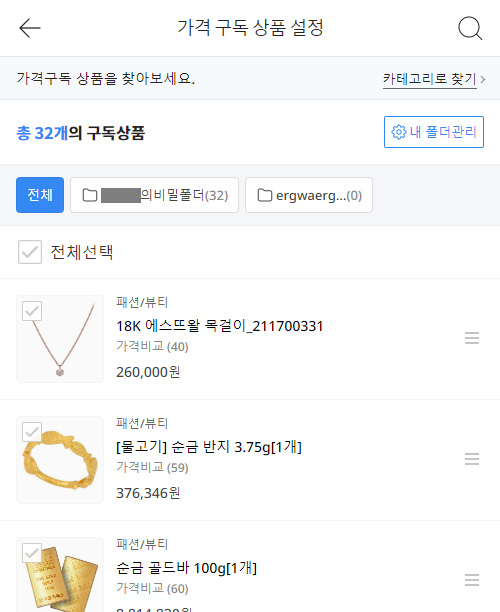 가격 구독 상품 설정
가격구독 상품을 찾아보세요. 카테고리로 찾기
총 32개의 구독상품 내 폴더관리
전체 의비밀폴더(32) ergwaerg...(0)
전체선택
패션/뷰티
18K 에스뜨왈 목걸이_211700331
가격비교 (40)
260,000원
패션/뷰티
[물고기] 순금 반지 3.75g[1개]
가격비교 (59)
376,346원
패션/뷰티
순금 골드바 100g[1개]
가격비교 (60)